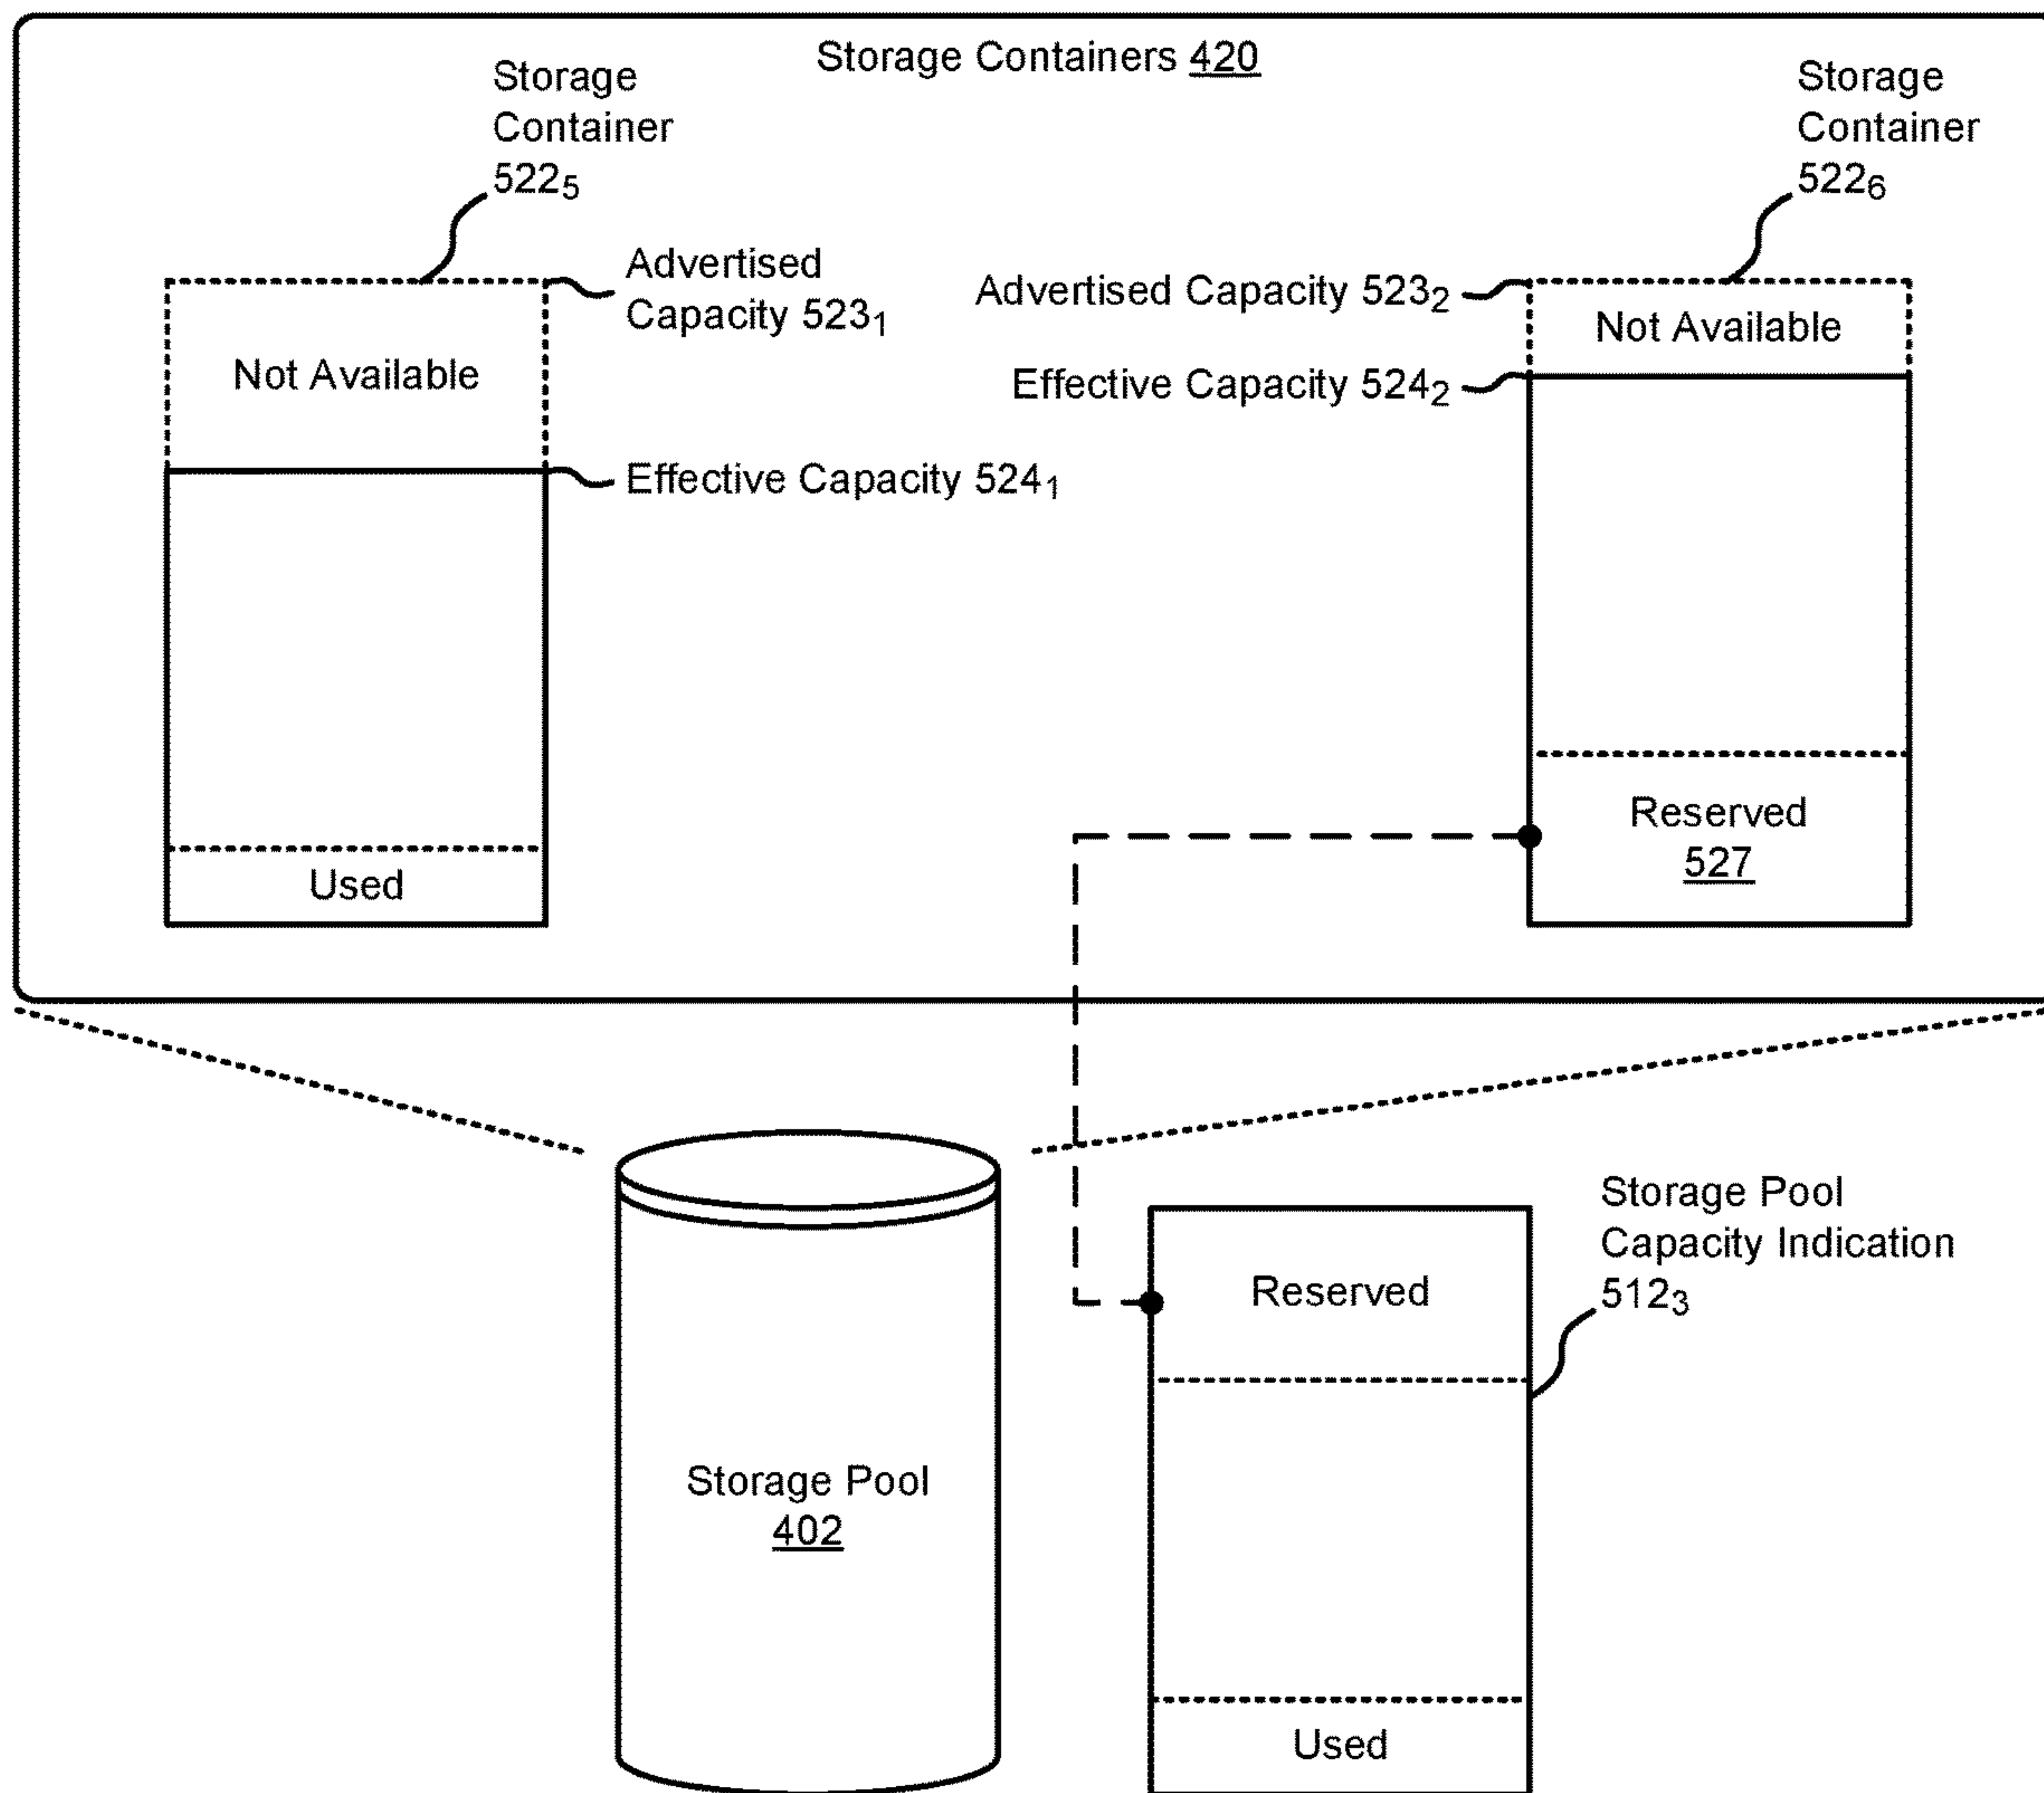 Storage Containers 420
Storage
Container
522₅
Storage
Container
522₆
Advertised
Capacity 523₁
Advertised Capacity 523₂
Not Available
Not Available
Effective Capacity 524₂
Effective Capacity 524₁
Reserved
527
Used
Storage Pool
Capacity Indication
512₃
Reserved
Storage Pool
402
Used